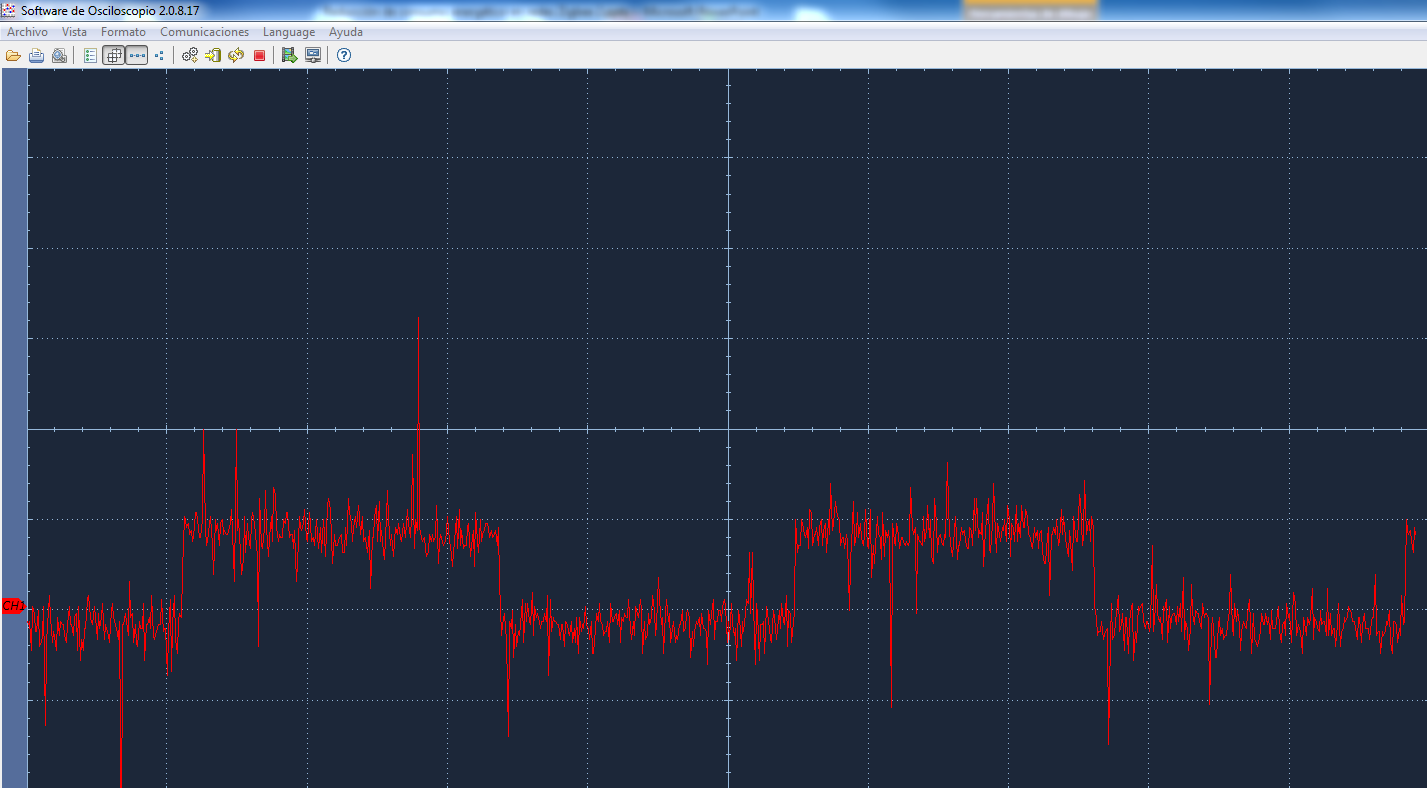 Software de Osciloscopio 2.0.8.17
Archivo Vista Formato Comunicaciones Language Ayuda
CH1